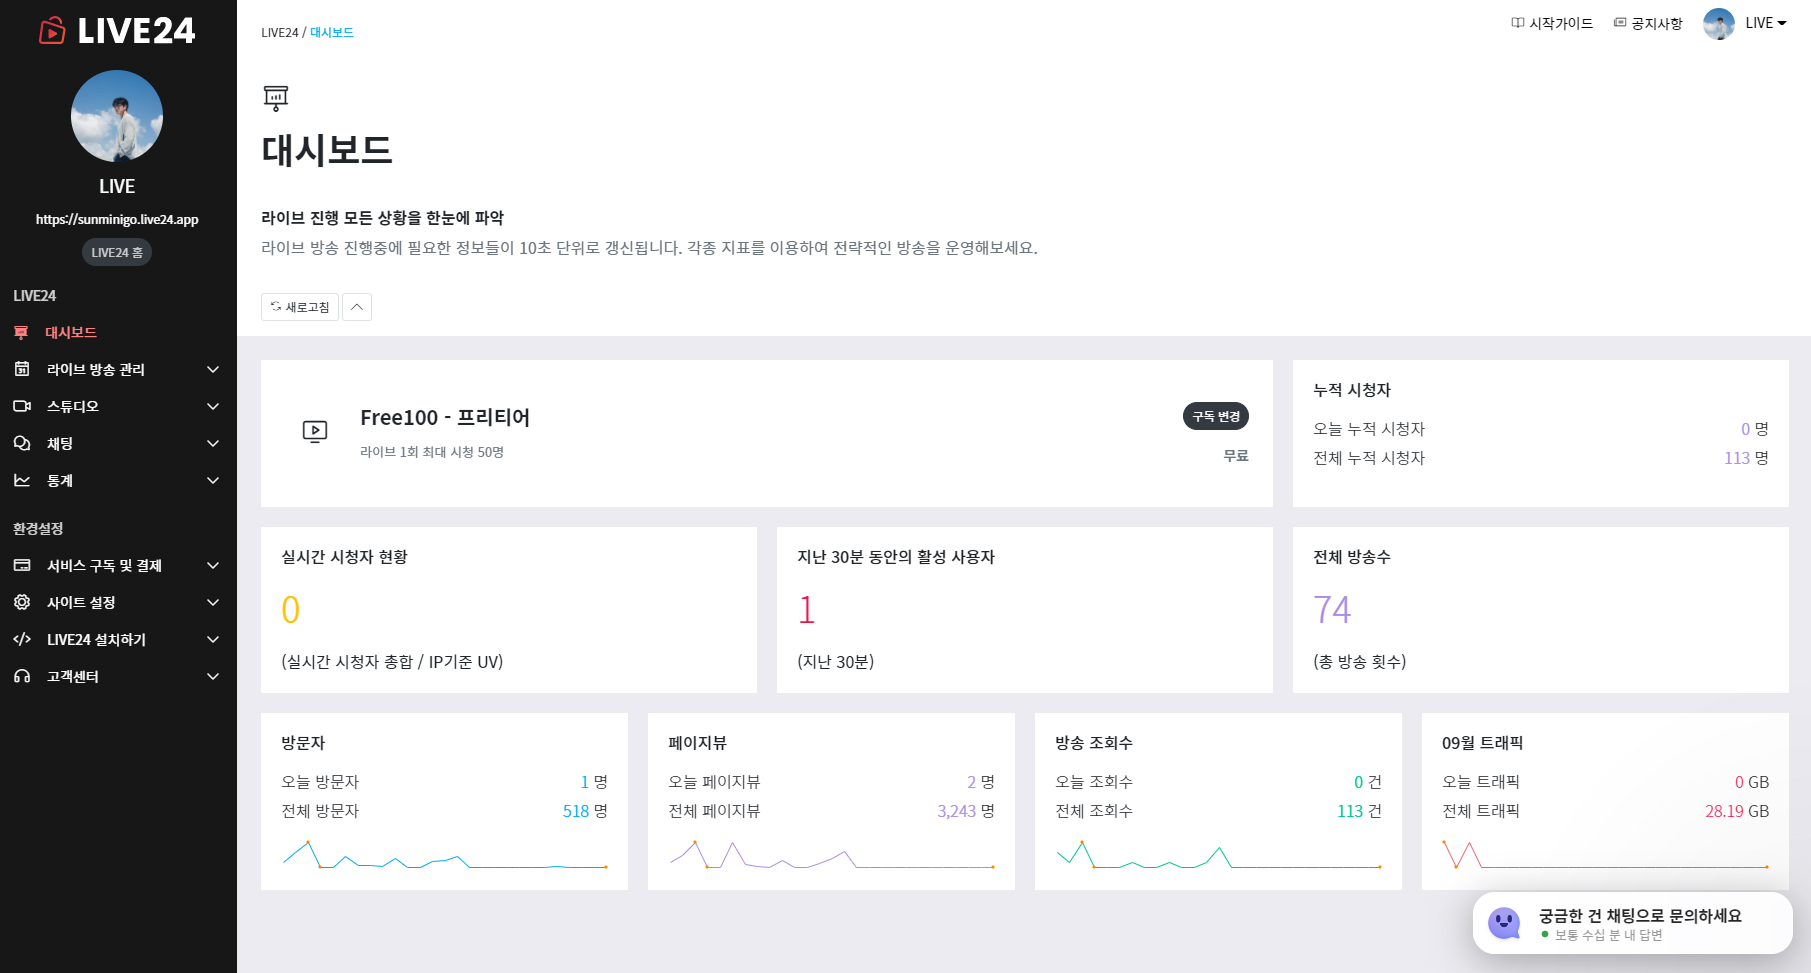 LIVE24
LIVE
https://sunminigo.live24.app
LIVE24 홈
LIVE24
대시보드
라이브 방송 관리
스튜디오
채팅
통계
환경설정
서비스 구독 및 결제
사이트 설정
LIVE24 설치하기
고객센터
LIVE24 / 대시보드
시작가이드
공지사항
LIVE
대시보드
라이브 진행 모든 상황을 한눈에 파악
라이브 방송 진행중에 필요한 정보들이 10초 단위로 갱신됩니다. 각종 지표를 이용하여 전략적인 방송을 운영해보세요.
새로고침
Free100 - 프리티어
라이브 1회 최대 시청 50명
구독 변경
무료
누적 시청자
오늘 누적 시청자 0 명
전체 누적 시청자 113 명
실시간 시청자 현황
0
(실시간 시청자 총합 / IP기준 UV)
지난 30분 동안의 활성 사용자
1
(지난 30분)
전체 방송수
74
(총 방송 횟수)
방문자
오늘 방문자 1 명
전체 방문자 518 명
페이지뷰
오늘 페이지뷰 2 명
전체 페이지뷰 3,243 명
방송 조회수
오늘 조회수 0 건
전체 조회수 113 건
09월 트래픽
오늘 트래픽 0 GB
전체 트래픽 28.19 GB
궁금한 건 채팅으로 문의하세요
보통 수십 분 내 답변